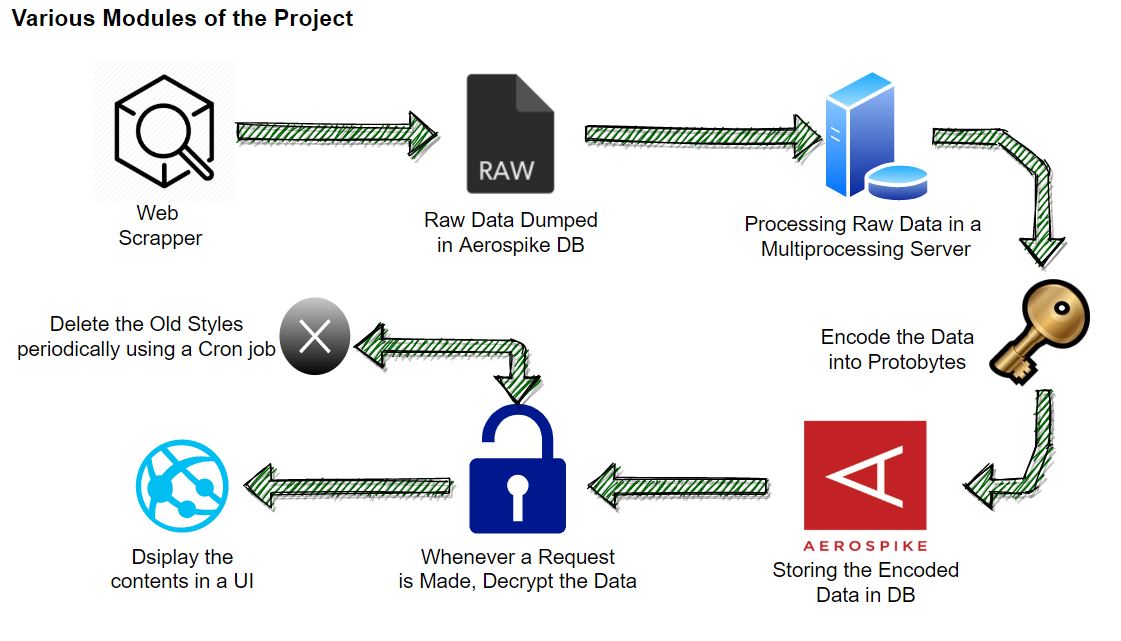 Various Modules of the Project
RAW
Web
Scrapper
Raw Data Dumped
in Aerospike DB
Processing Raw Data in a
Multiprocessing Server
Delete the Old Styles
periodically using a Cron job
Encode the Data
into Protobytes
AEROSPIKE
Dsiplay the
contents in a UI
Whenever a Request
is Made, Decrypt the Data
Storing the Encoded
Data in DB